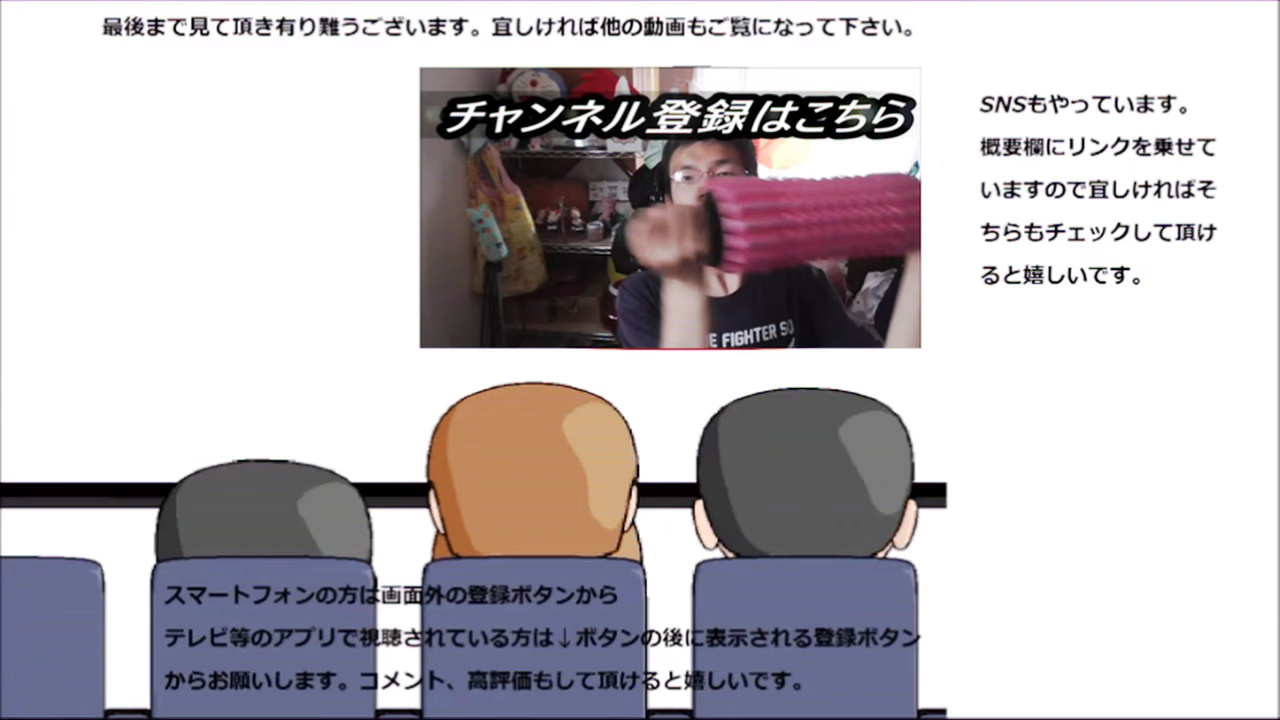 最後まで見て頂き有り難うございます。宜しければ他の動画もご覧になって下さい。
チャンネル登録はこちら
SNSもやっています。
概要欄にリンクを乗せて
いますので宜しければそ
ちらもチェックして頂け
ると嬉しいです。
FIGHTER
スマートフォンの方は画面外の登録ボタンから
テレビ等のアプリで視聴されている方は↓ボタンの後に表示される登録ボタン
からお願いします。コメント、高評価もして頂けると嬉しいです。